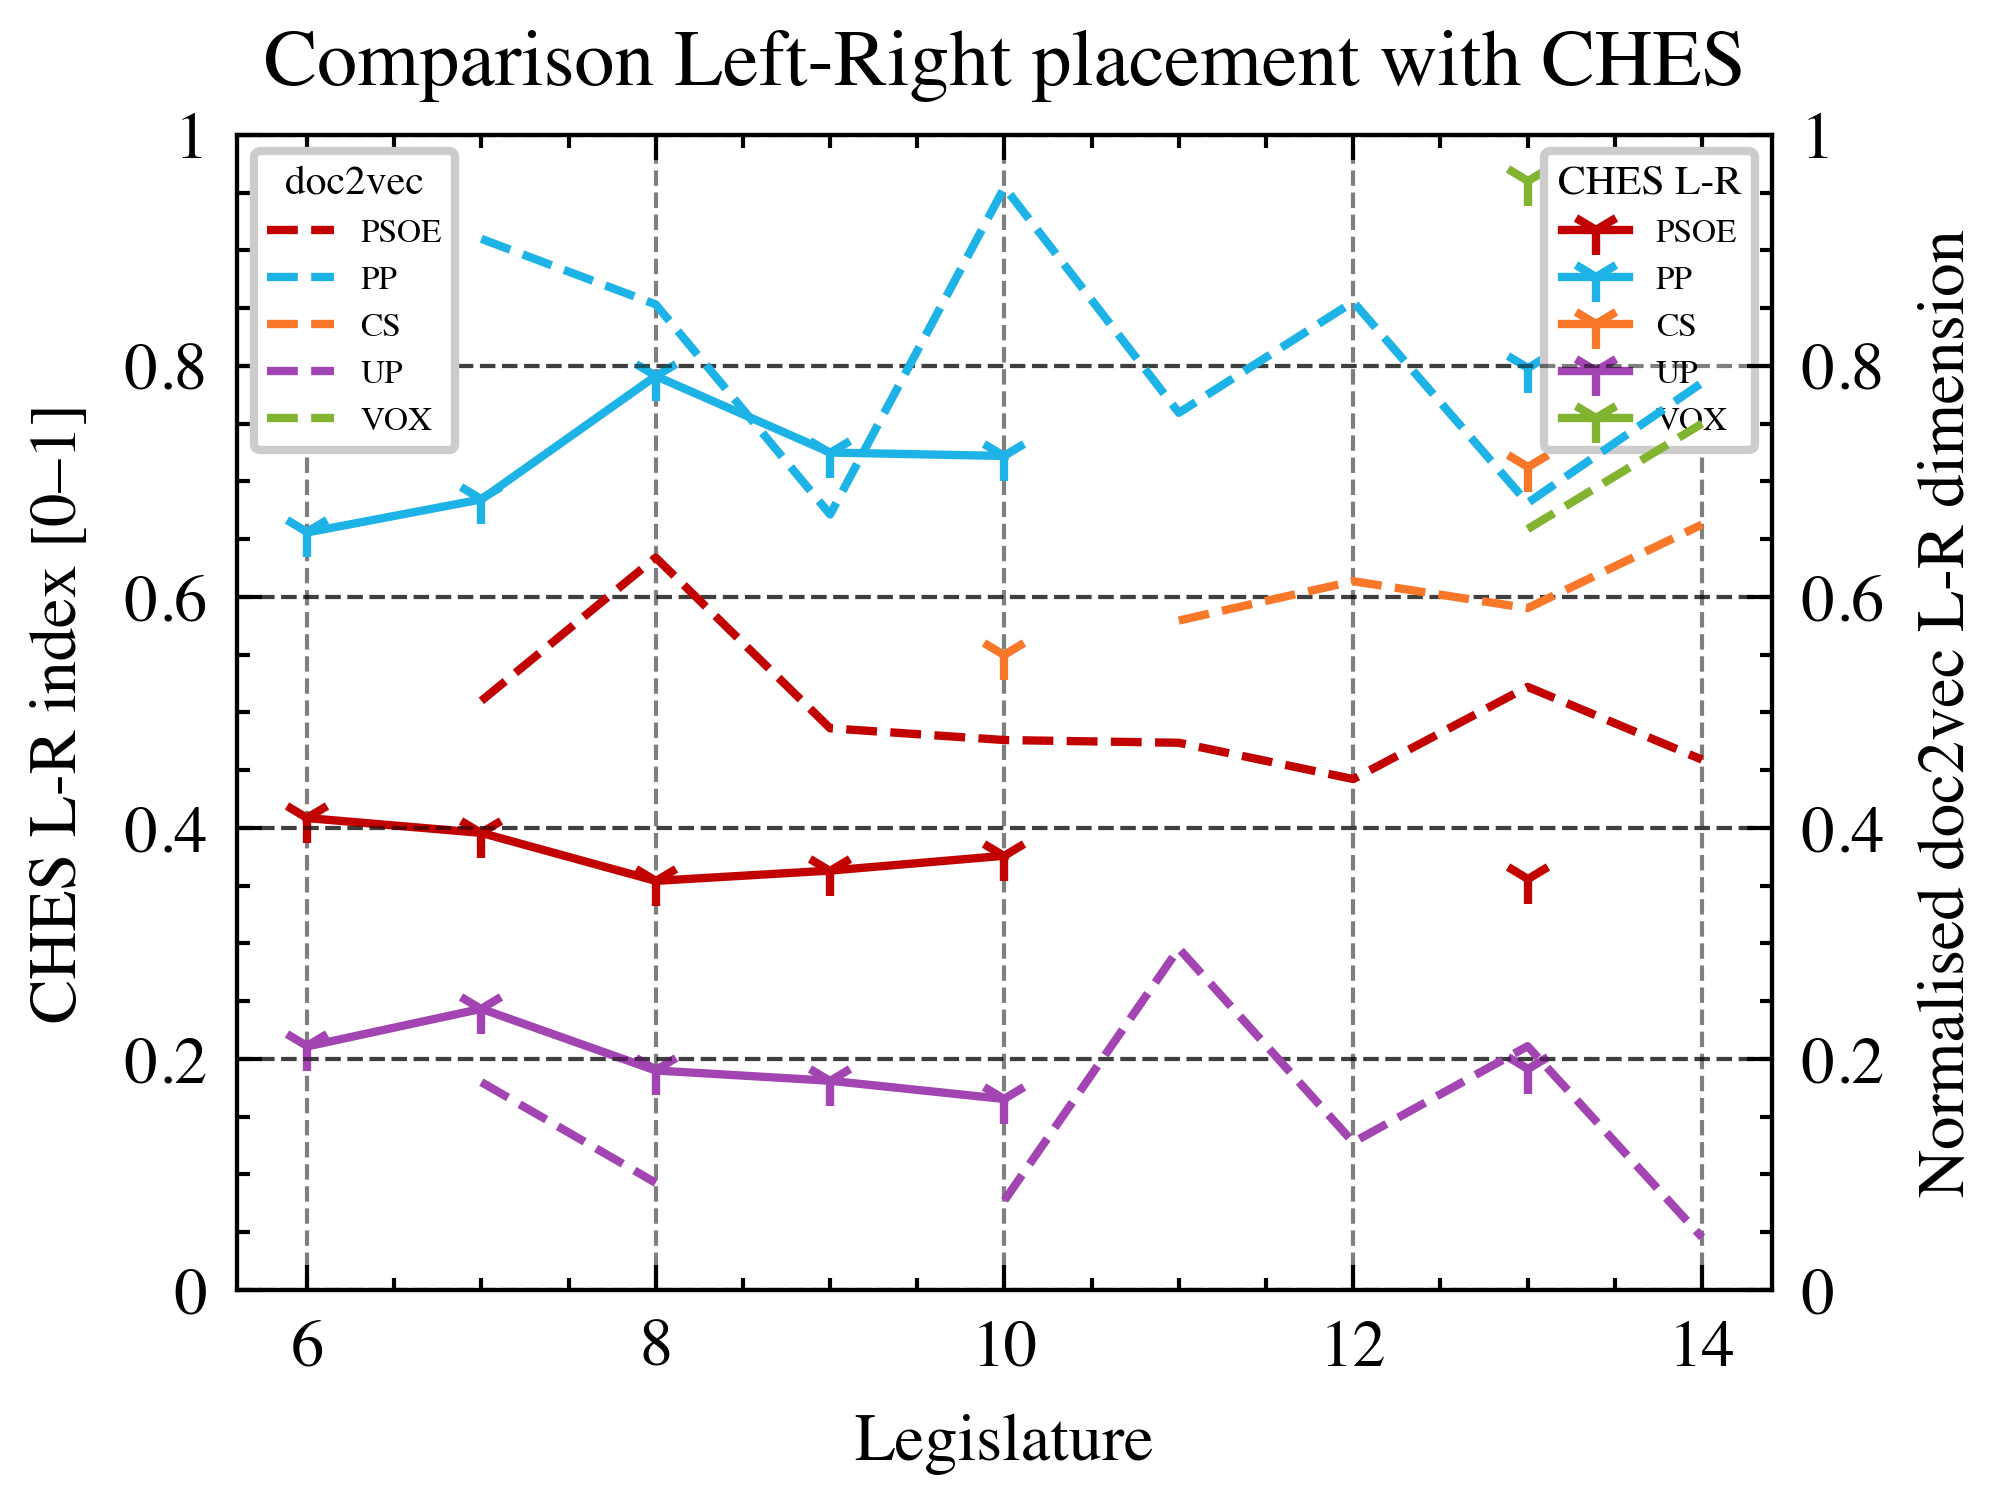 Comparison Left-Right placement with CHES
1
0.8
0.6
0.4
0.2
0
CHES L-R index [0–1]
doc2vec
PSOE
PP
CS
UP
VOX
CHES L-R
PSOE
PP
CS
UP
VOX
1
0.8
0.6
0.4
0.2
0
Normalised doc2vec L-R dimension
6 8 10 12 14
Legislature